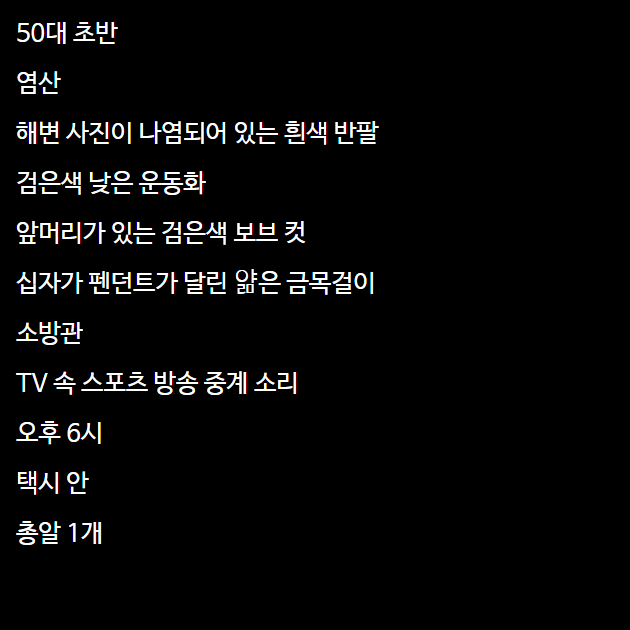 50대 초반
염산
해변 사진이 나염되어 있는 흰색 반팔
검은색 낮은 운동화
앞머리가 있는 검은색 보브 컷
십자가 펜던트가 달린 얇은 금목걸이
소방관
TV 속 스포츠 방송 중계 소리
오후 6시
택시 안
총알 1개